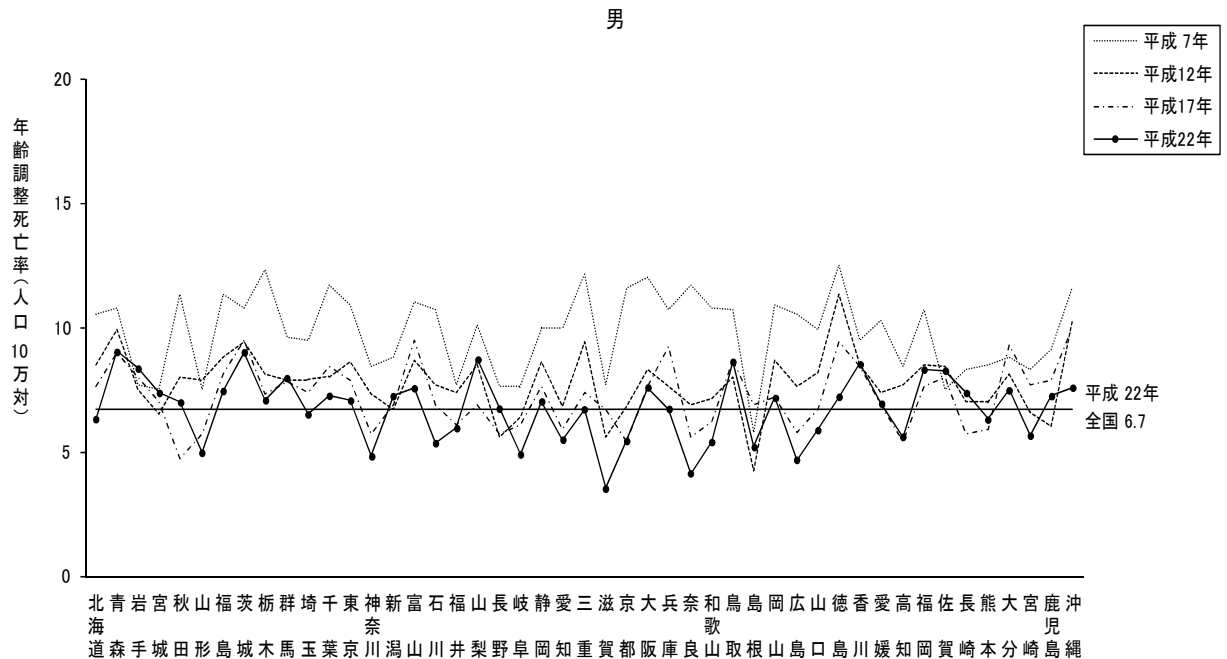 男
平成 7年
平成12年
平成17年
平成22年
年齢調整死亡率(人口 10万対)
20
15
10
5
0
平成 22年
全国 6.7
北海道
青森
岩手
宮城
秋田
山形
福島
茨城
栃木
群馬
埼玉
千葉
東京
神奈川
新潟
富山
石川
福井
山梨
長野
岐阜
静岡
愛知
三重
滋賀
京都
大阪
兵庫
奈良
和歌山
鳥取
島根
岡山
広島
山口
徳島
香川
愛媛
高知
福岡
佐賀
長崎
熊本
大分
宮崎
鹿児島
沖縄